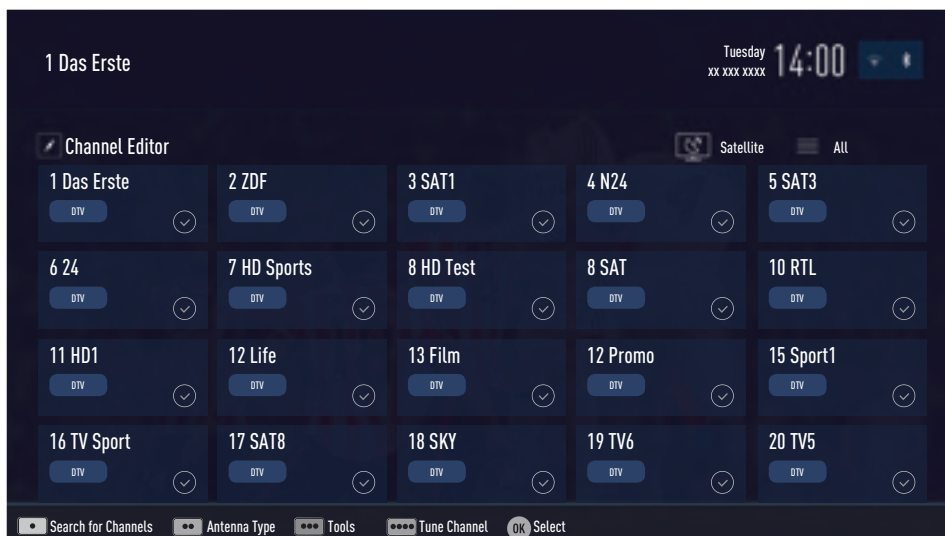 1 Das Erste
Tuesday
xx xxx xxxx
14:00
Channel Editor
Satellite
All
1 Das Erste
DTV
2 ZDF
DTV
3 SAT1
DTV
4 N24
DTV
5 SAT3
DTV
6 24
DTV
7 HD Sports
DTV
8 HD Test
DTV
8 SAT
DTV
10 RTL
DTV
11 HD1
DTV
12 Life
DTV
13 Film
DTV
12 Promo
DTV
15 Sport1
DTV
16 TV Sport
DTV
17 SAT8
DTV
18 SKY
DTV
19 TV6
DTV
20 TV5
DTV
Search for Channels
Antenna Type
Tools
Tune Channel
OK Select